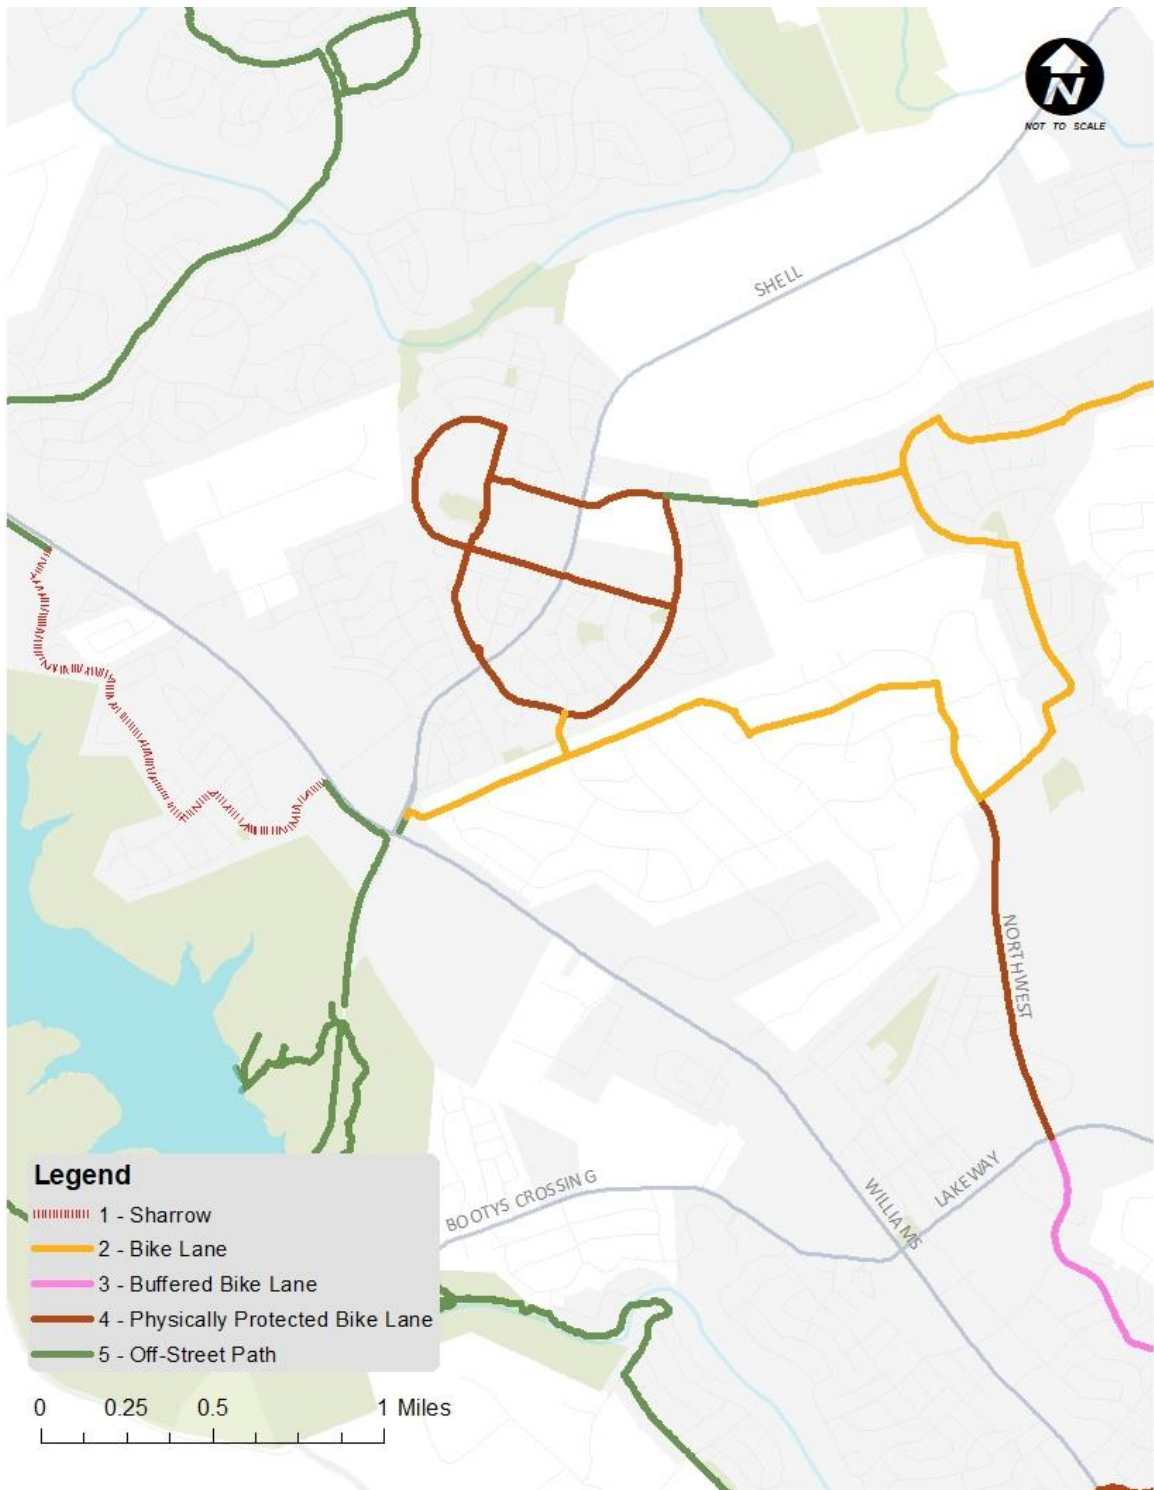 N
NOT TO SCALE
SHELL
NORTHWEST
LAKEWAY
WILLIAMS
BOOTYS CROSSING
Legend
1 - Sharrow
2 - Bike Lane
3 - Buffered Bike Lane
4 - Physically Protected Bike Lane
5 - Off-Street Path
0 0.25 0.5 1 Miles